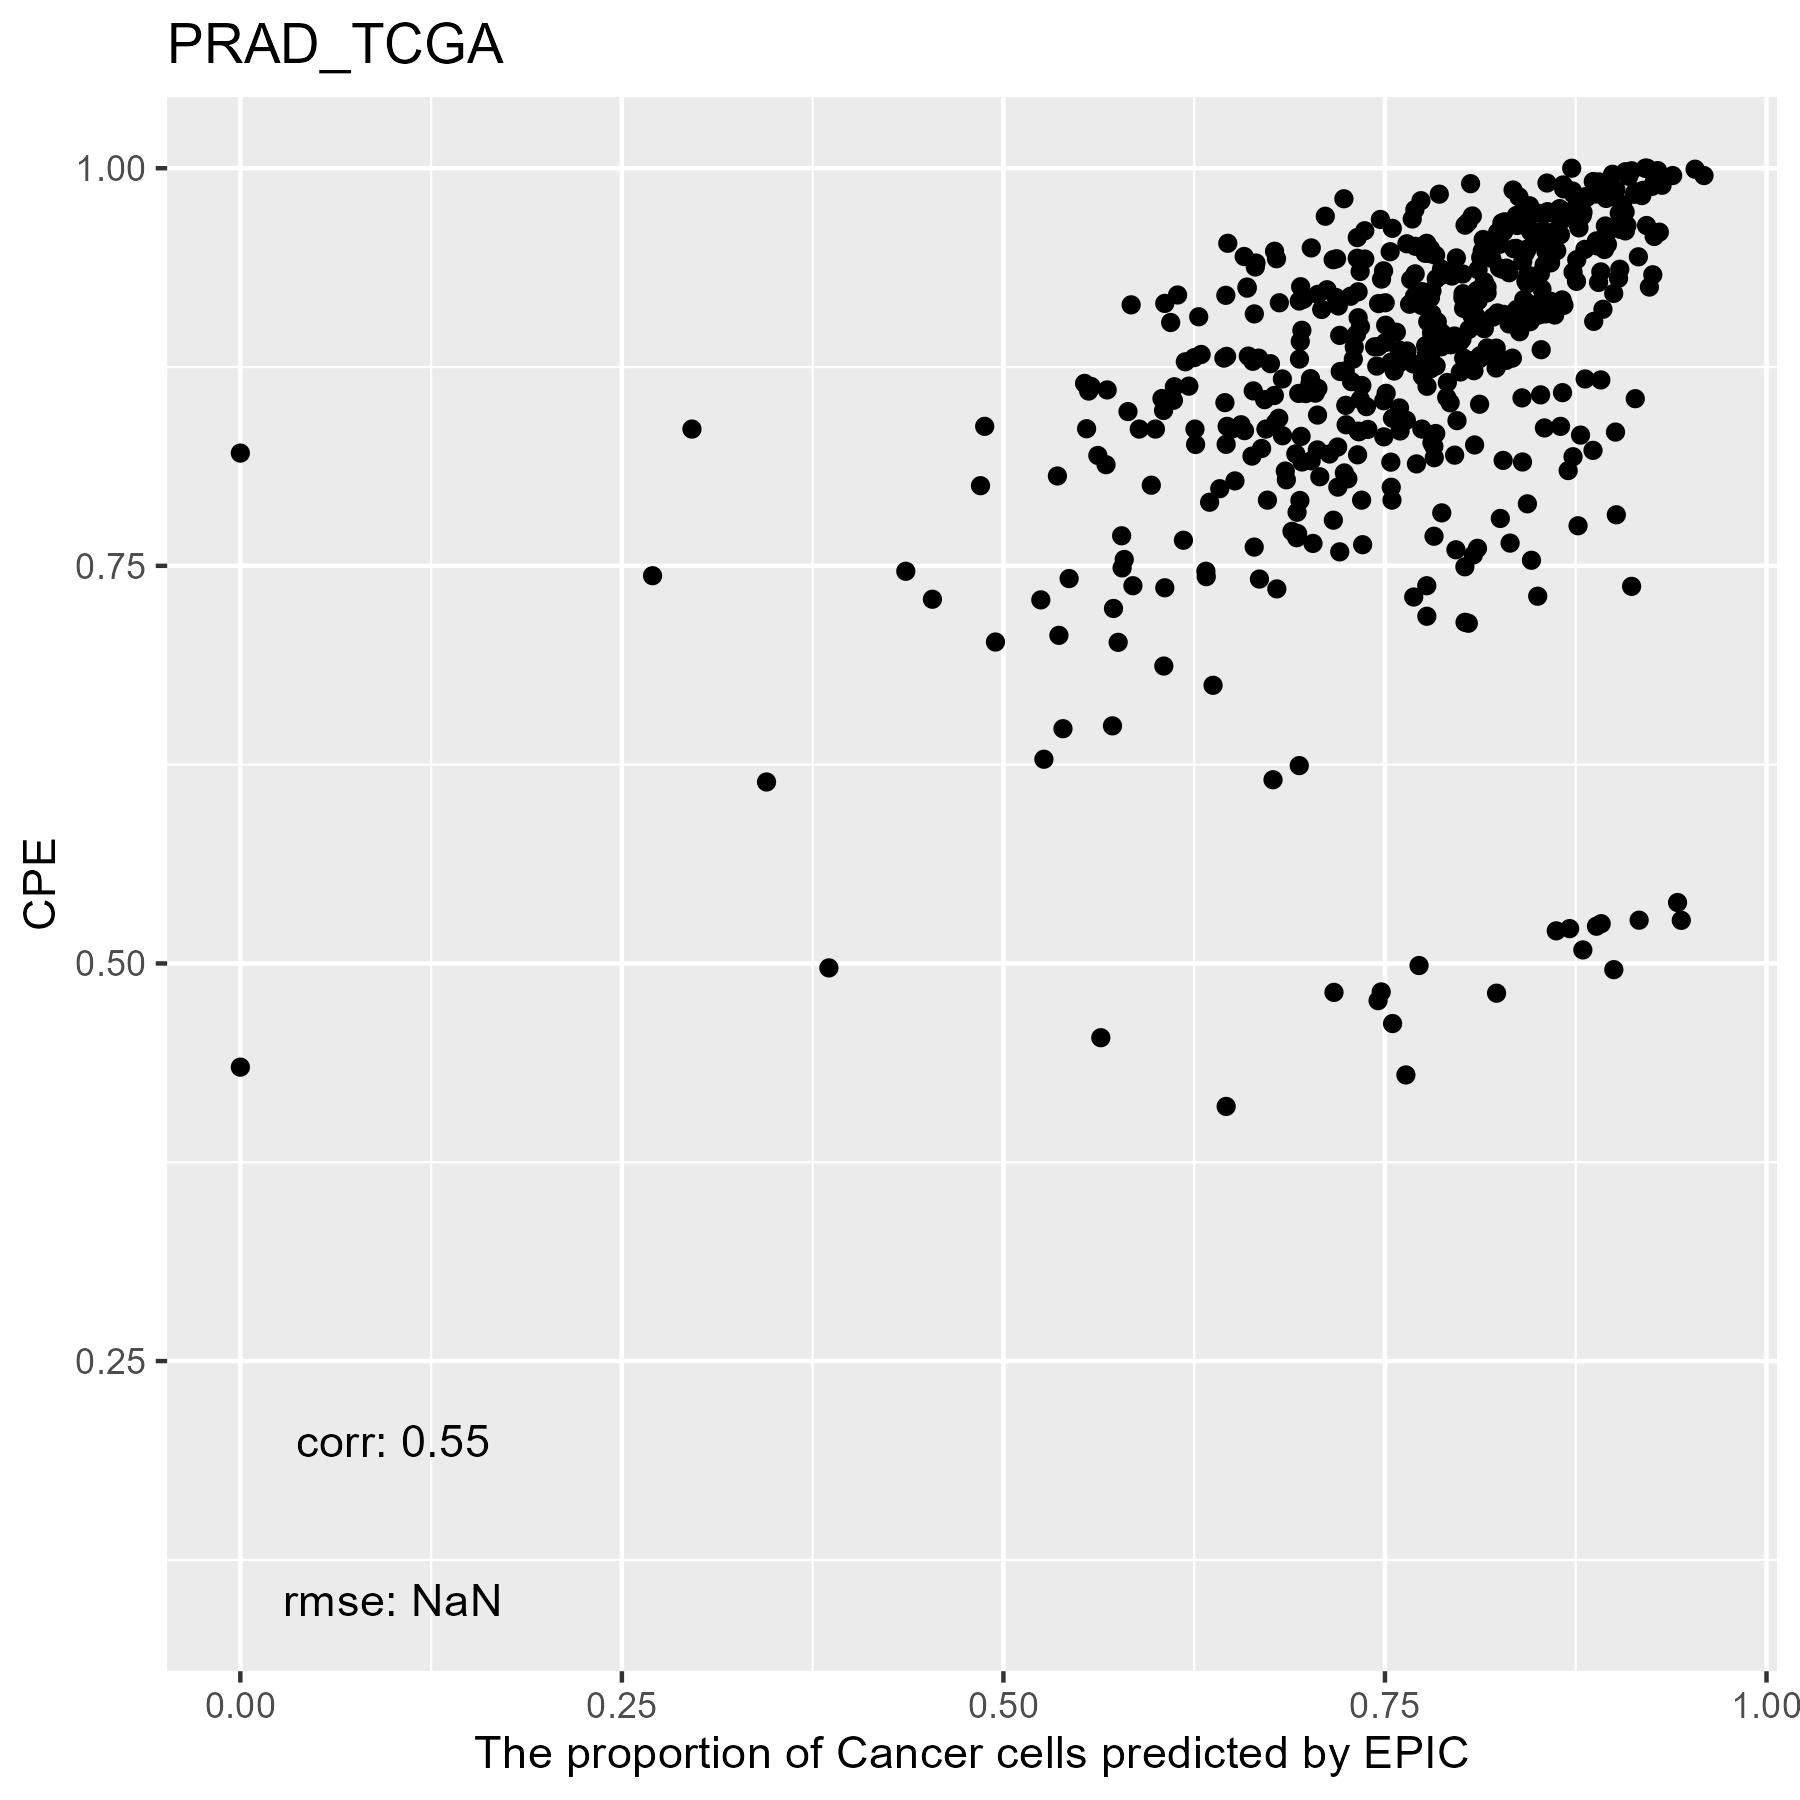 PRAD_TCGA
1.00
0.75
0.50
0.25
CPE
corr: 0.55
rmse: NaN
0.00 0.25 0.50 0.75 1.00
The proportion of Cancer cells predicted by EPIC